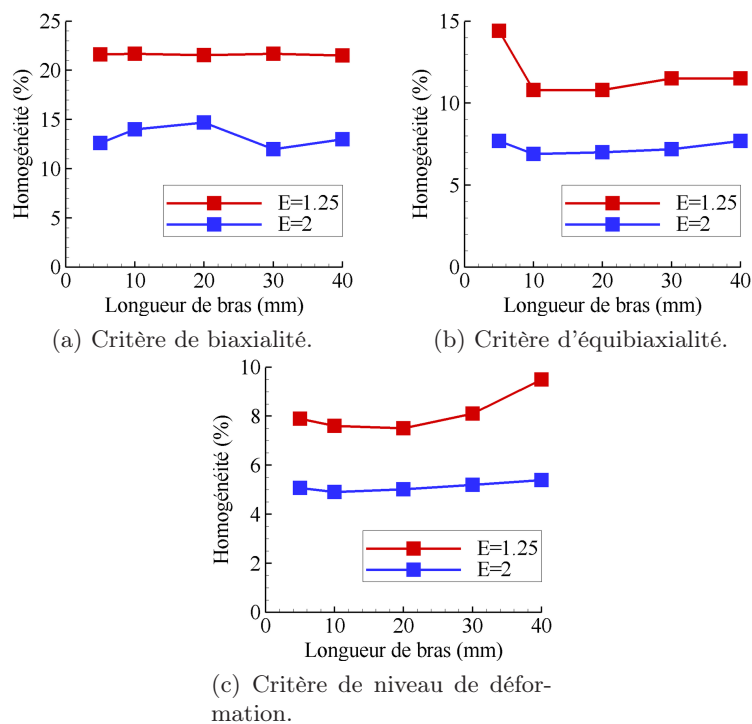 25
20
15
10
5
0
Homogénéité (%)
E=1.25
E=2
0 10 20 30 40
Longueur de bras (mm)
(a) Critère de biaxialité.
15
10
5
0
Homogénéité (%)
E=1.25
E=2
0 10 20 30 40
Longueur de bras (mm)
(b) Critère d'équibiaxialité.
10
8
6
4
2
0
Homogénéité (%)
E=1.25
E=2
0 10 20 30 40
Longueur de bras (mm)
(c) Critère de niveau de défor-
mation.